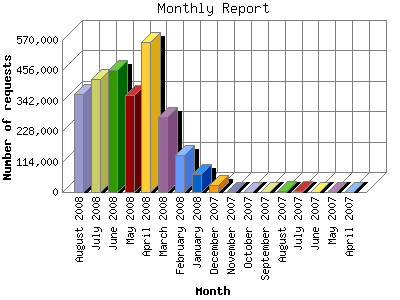 Monthly Report
Number of requests
570,000
456,000
342,000
228,000
114,000
0
August 2008
July 2008
June 2008
May 2008
April 2008
March 2008
February 2008
January 2008
December 2007
November 2007
October 2007
September 2007
August 2007
July 2007
June 2007
May 2007
April 2007
Month